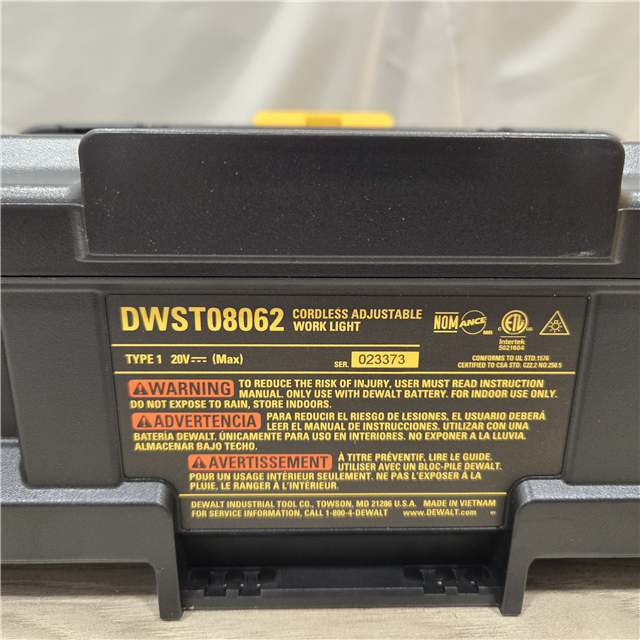 DWST08062 CORDLESS ADJUSTABLE
WORK LIGHT
NOM ANCE
ETL
Intertek
5021604
TYPE 1 20V⎓ (Max)
SER. 023373
CONFORMS TO UL STD.1576
CERTIFIED TO CSA STD. C22.2 NO.250.5
WARNING TO REDUCE THE RISK OF INJURY, USER MUST READ INSTRUCTION
MANUAL. ONLY USE WITH DEWALT BATTERY. FOR INDOOR USE ONLY.
DO NOT EXPOSE TO RAIN, STORE INDOORS.
ADVERTENCIA PARA REDUCIR EL RIESGO DE LESIONES, EL USUARIO DEBERÁ
LEER EL MANUAL DE INSTRUCCIONES. UTILIZAR CON UNA
BATERÍA DEWALT. ÚNICAMENTE PARA USO EN INTERIORES. NO EXPONER A LA LLUVIA.
ALMACENAR BAJO TECHO.
AVERTISSEMENT À TITRE PRÉVENTIF, LIRE LE GUIDE.
UTILISER AVEC UN BLOC-PILE DEWALT.
POUR UN USAGE INTÉRIEUR SEULEMENT. NE PAS L'EXPOSER À LA
PLUIE, LE RANGER À L'INTÉRIEUR.
DEWALT INDUSTRIAL TOOL CO., TOWSON, MD 21286 U.S.A. MADE IN VIETNAM
FOR SERVICE INFORMATION, CALL 1-800-4-DEWALT www.DEWALT.com